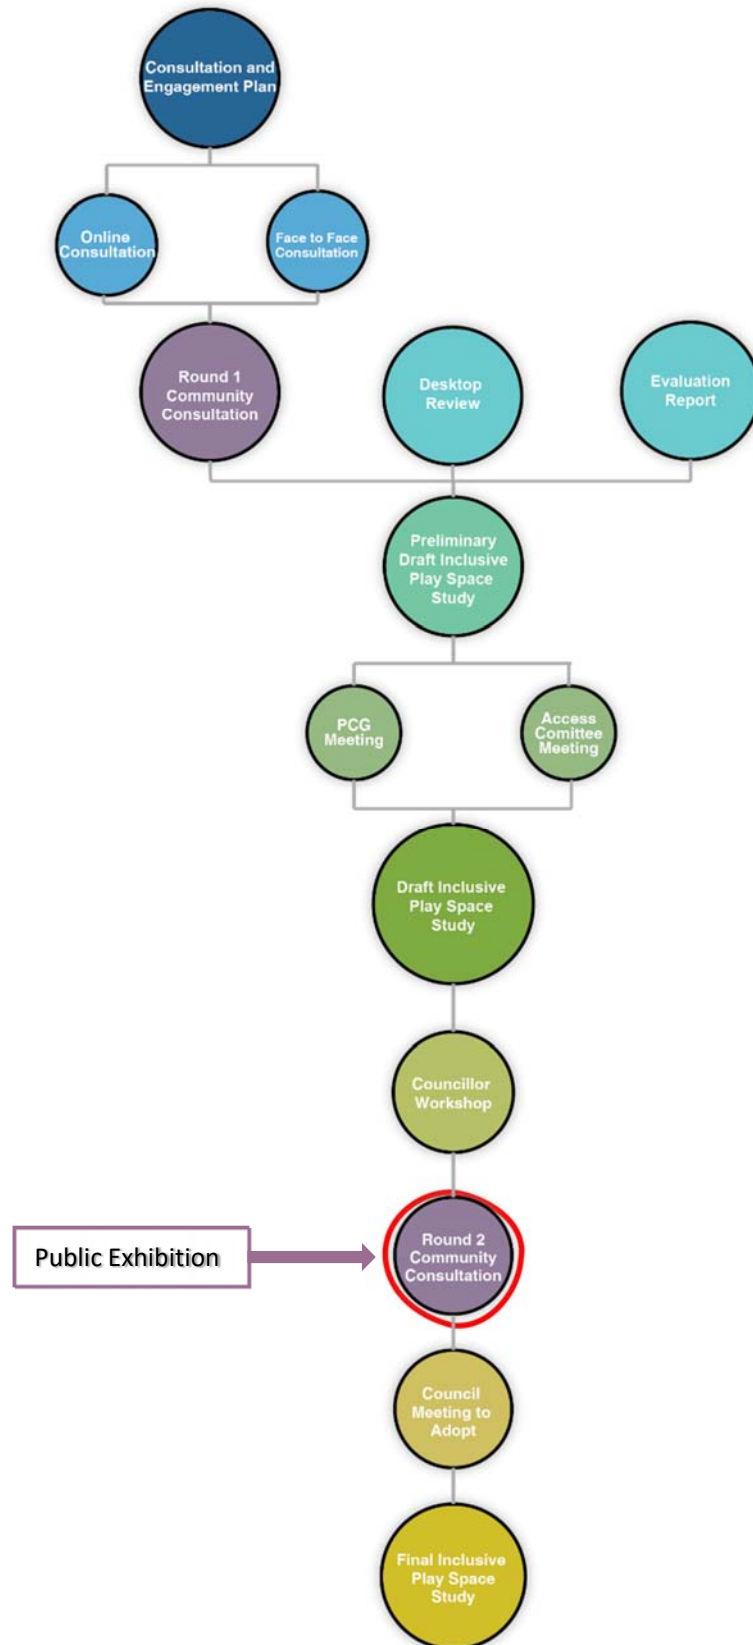 Consultation and
Engagement Plan
Online
Consultation
Face to Face
Consultation
Round 1
Community
Consultation
Desktop
Review
Evaluation
Report
Preliminary
Draft Inclusive
Play Space
Study
PCG
Meeting
Access
Comittee
Meeting
Draft Inclusive
Play Space
Study
Councillor
Workshop
Public Exhibition
Round 2
Community
Consultation
Council
Meeting to
Adopt
Final Inclusive
Play Space
Study